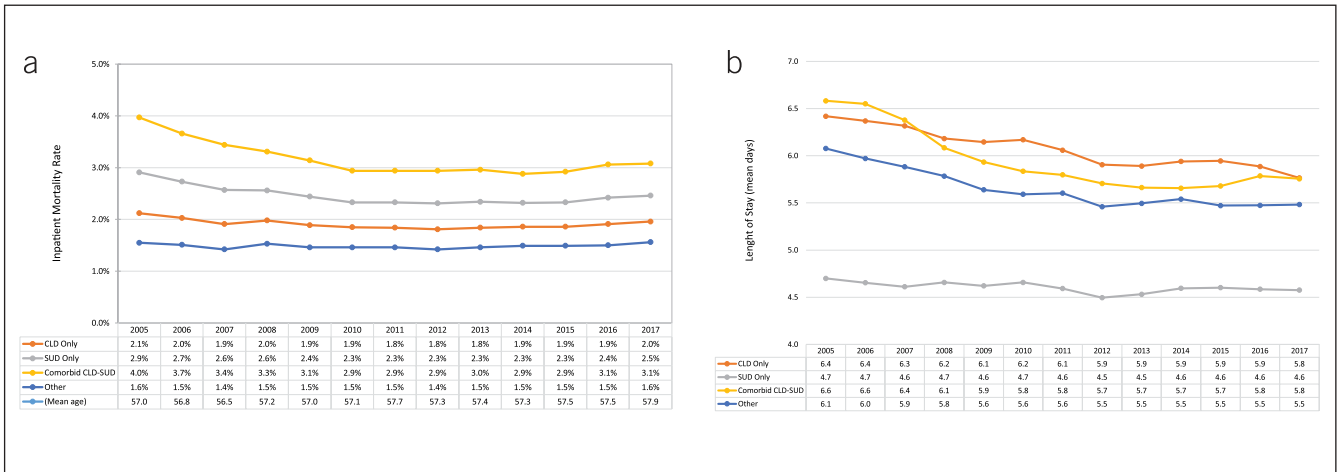 a
Inpatient Mortality Rate
5.0%
4.0%
3.0%
2.0%
1.0%
0.0%
2005 2006 2007 2008 2009 2010 2011 2012 2013 2014 2015 2016 2017
CLD Only 2.1% 2.0% 1.9% 2.0% 1.9% 1.9% 1.8% 1.8% 1.8% 1.9% 1.9% 1.9% 2.0%
SUD Only 2.9% 2.7% 2.6% 2.6% 2.4% 2.3% 2.3% 2.3% 2.3% 2.3% 2.3% 2.4% 2.5%
Comorbid CLD-SUD 4.0% 3.7% 3.4% 3.3% 3.1% 2.9% 2.9% 2.9% 3.0% 2.9% 2.9% 3.1% 3.1%
Other 1.6% 1.5% 1.4% 1.5% 1.5% 1.5% 1.5% 1.4% 1.5% 1.5% 1.5% 1.5% 1.6%
(Mean age) 57.0 56.8 56.5 57.2 57.0 57.1 57.7 57.3 57.4 57.3 57.5 57.5 57.9
b
Lenght of Stay (mean days)
7.0
6.5
6.0
5.5
5.0
4.5
4.0
2005 2006 2007 2008 2009 2010 2011 2012 2013 2014 2015 2016 2017
CLD Only 6.4 6.4 6.3 6.2 6.1 6.2 6.1 5.9 5.9 5.9 5.9 5.9 5.8
SUD Only 4.7 4.7 4.6 4.7 4.6 4.7 4.6 4.5 4.5 4.6 4.6 4.6 4.6
Comorbid CLD-SUD 6.6 6.6 6.4 6.1 5.9 5.8 5.8 5.7 5.7 5.7 5.7 5.8 5.8
Other 6.1 6.0 5.9 5.8 5.6 5.6 5.6 5.5 5.5 5.5 5.5 5.5 5.5